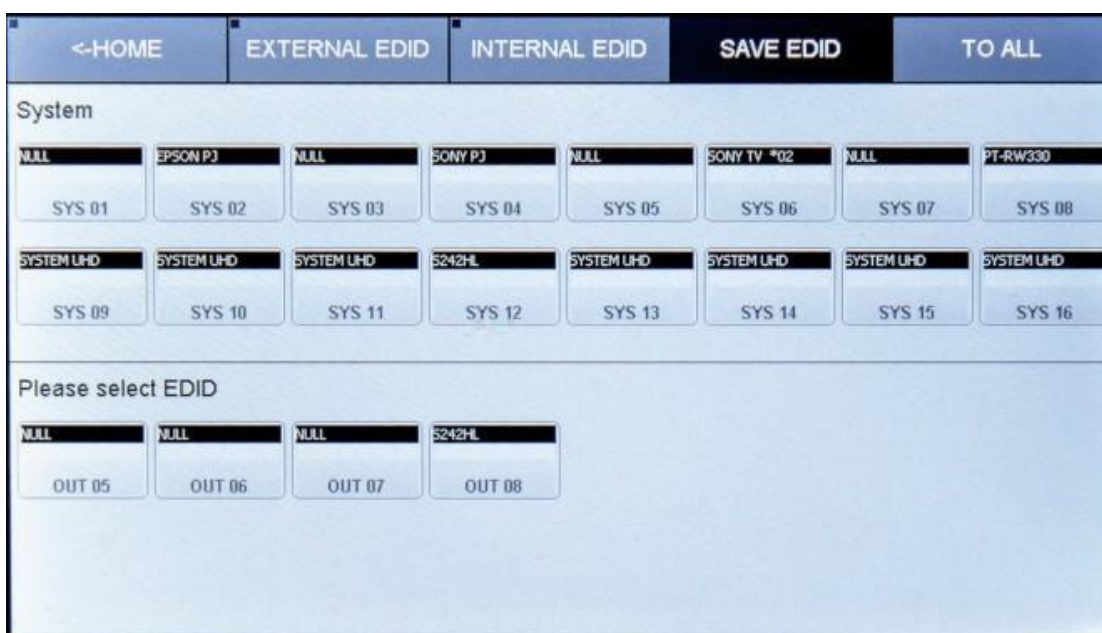 <-HOME EXTERNAL EDID INTERNAL EDID SAVE EDID TO ALL
System
NULL EPSON PJ NULL SONY PJ NULL SONY TV *02 NULL PT-RW330
SYS 01 SYS 02 SYS 03 SYS 04 SYS 05 SYS 06 SYS 07 SYS 08
SYSTEM UHD SYSTEM UHD SYSTEM UHD S242HL SYSTEM UHD SYSTEM UHD SYSTEM UHD SYSTEM UHD
SYS 09 SYS 10 SYS 11 SYS 12 SYS 13 SYS 14 SYS 15 SYS 16
Please select EDID
NULL NULL NULL S242HL
OUT 05 OUT 06 OUT 07 OUT 08